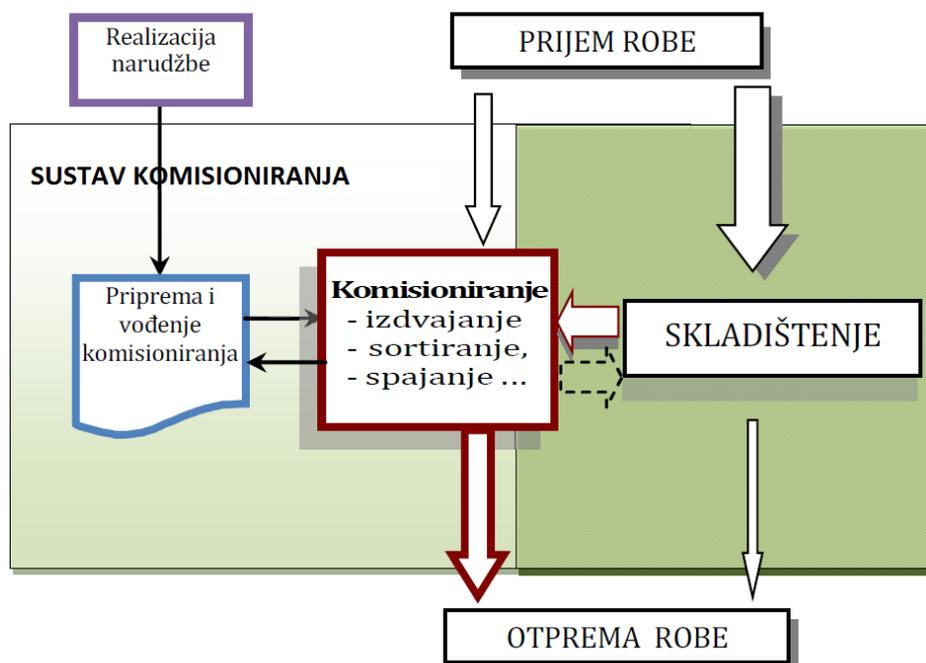 Realizacija
narudžbe
PRIJEM ROBE
SUSTAV KOMISIONIRANJA
Priprema i
vođenje
komisioniranja
Komisioniranje
- izdvajanje
- sortiranje,
- spajanje ...
SKLADIŠTENJE
OTPREMA ROBE